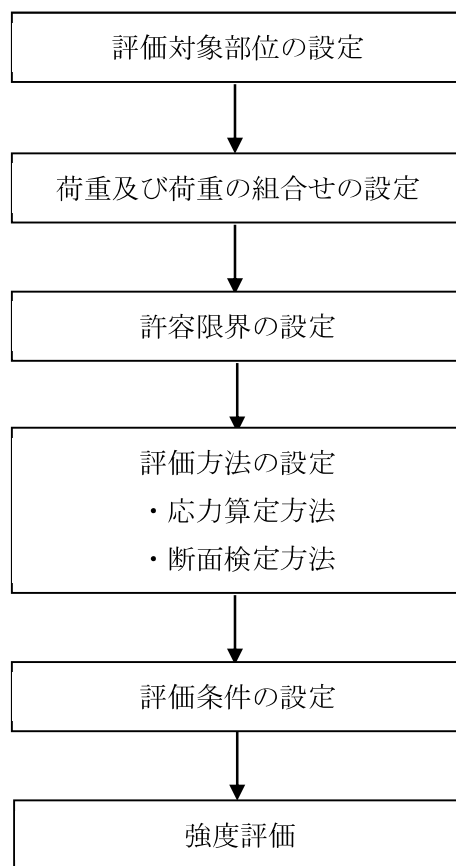 評価対象部位の設定
荷重及び荷重の組合せの設定
許容限界の設定
評価方法の設定
・応力算定方法
・断面検定方法
評価条件の設定
強度評価